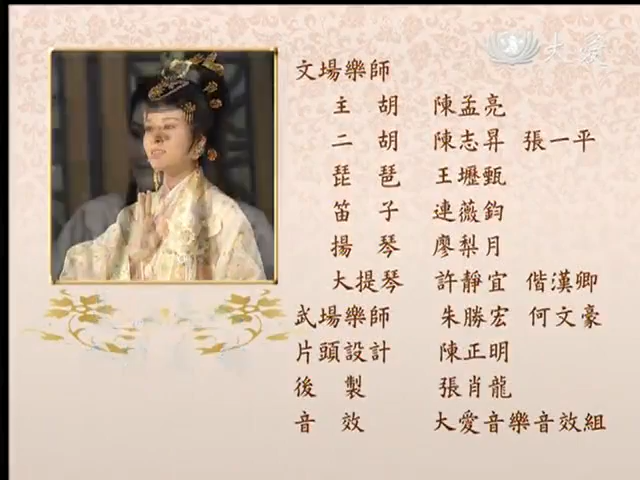 大愛
文場樂師
主 胡 陳孟亮
二 胡 陳志昇 張一平
琵 琶 王壢甄
笛 子 連薇鈞
揚 琴 廖梨月
大提琴 許靜宜 偕漢卿
武場樂師 朱勝宏 何文豪
片頭設計 陳正明
後 製 張肖龍
音 效 大愛音樂音效組